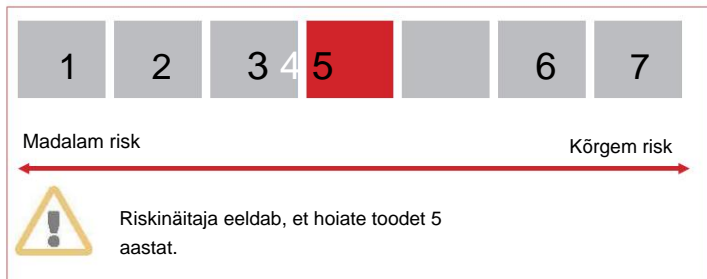 1 2 3 4 5 6 7
Madalam risk
Kõrgem risk
Riskinäitaja eeldab, et hoiate toodet 5
aastat.